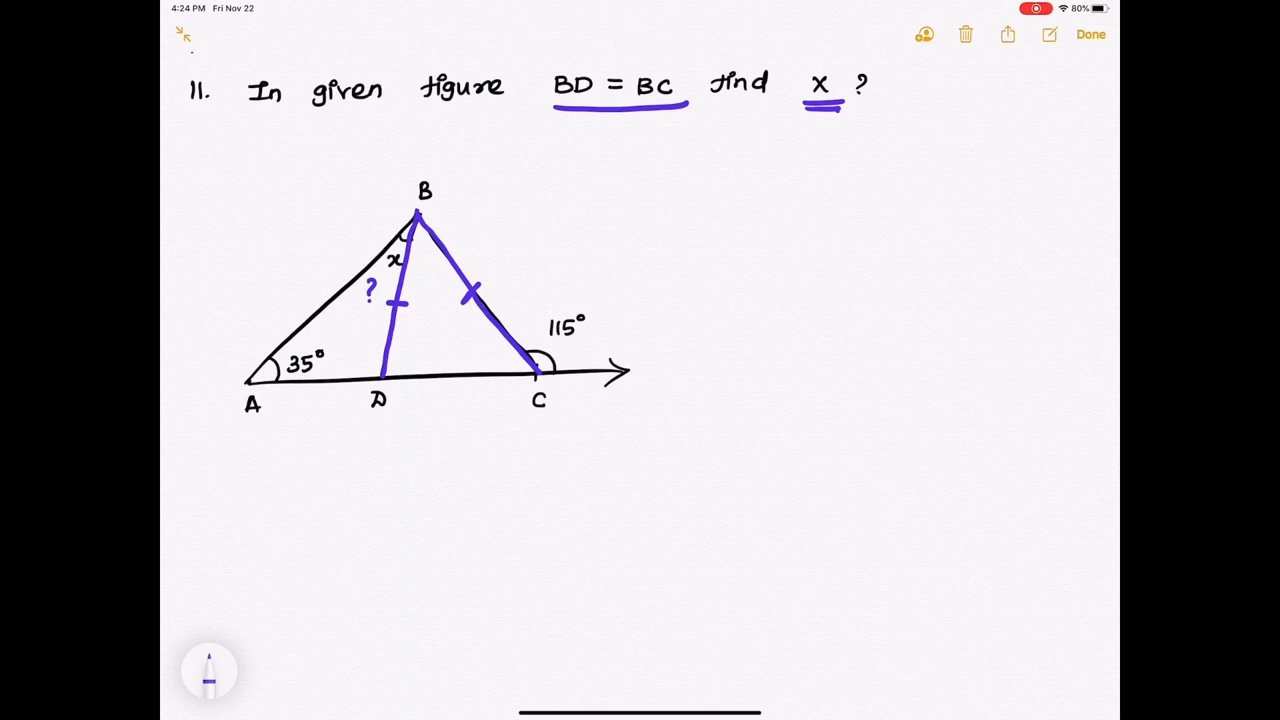 4:24 PM Fri Nov 22
80%
Done
11. In given figure BD = BC find x ?
B
x
?
115°
35°
A
D
C